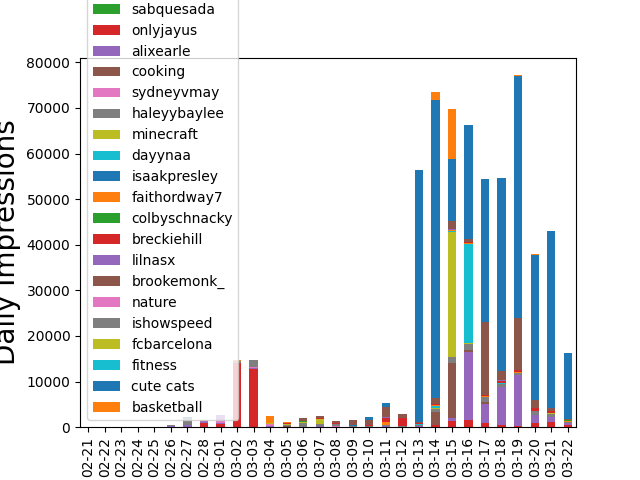 sabquesada
onlyjayus
alixearle
cooking
sydneyvmay
haleyybaylee
minecraft
dayynaa
isaakpresley
faithordway7
colbyschnacky
breckiehill
lilnasx
brookemonk_
nature
ishowspeed
fcbarcelona
fitness
cute cats
basketball
Daily Impressions
80000
70000
60000
50000
40000
30000
20000
10000
0
02-21
02-22
02-23
02-24
02-25
02-26
02-27
02-28
03-01
03-02
03-03
03-04
03-05
03-06
03-07
03-08
03-09
03-10
03-11
03-12
03-13
03-14
03-15
03-16
03-17
03-18
03-19
03-20
03-21
03-22